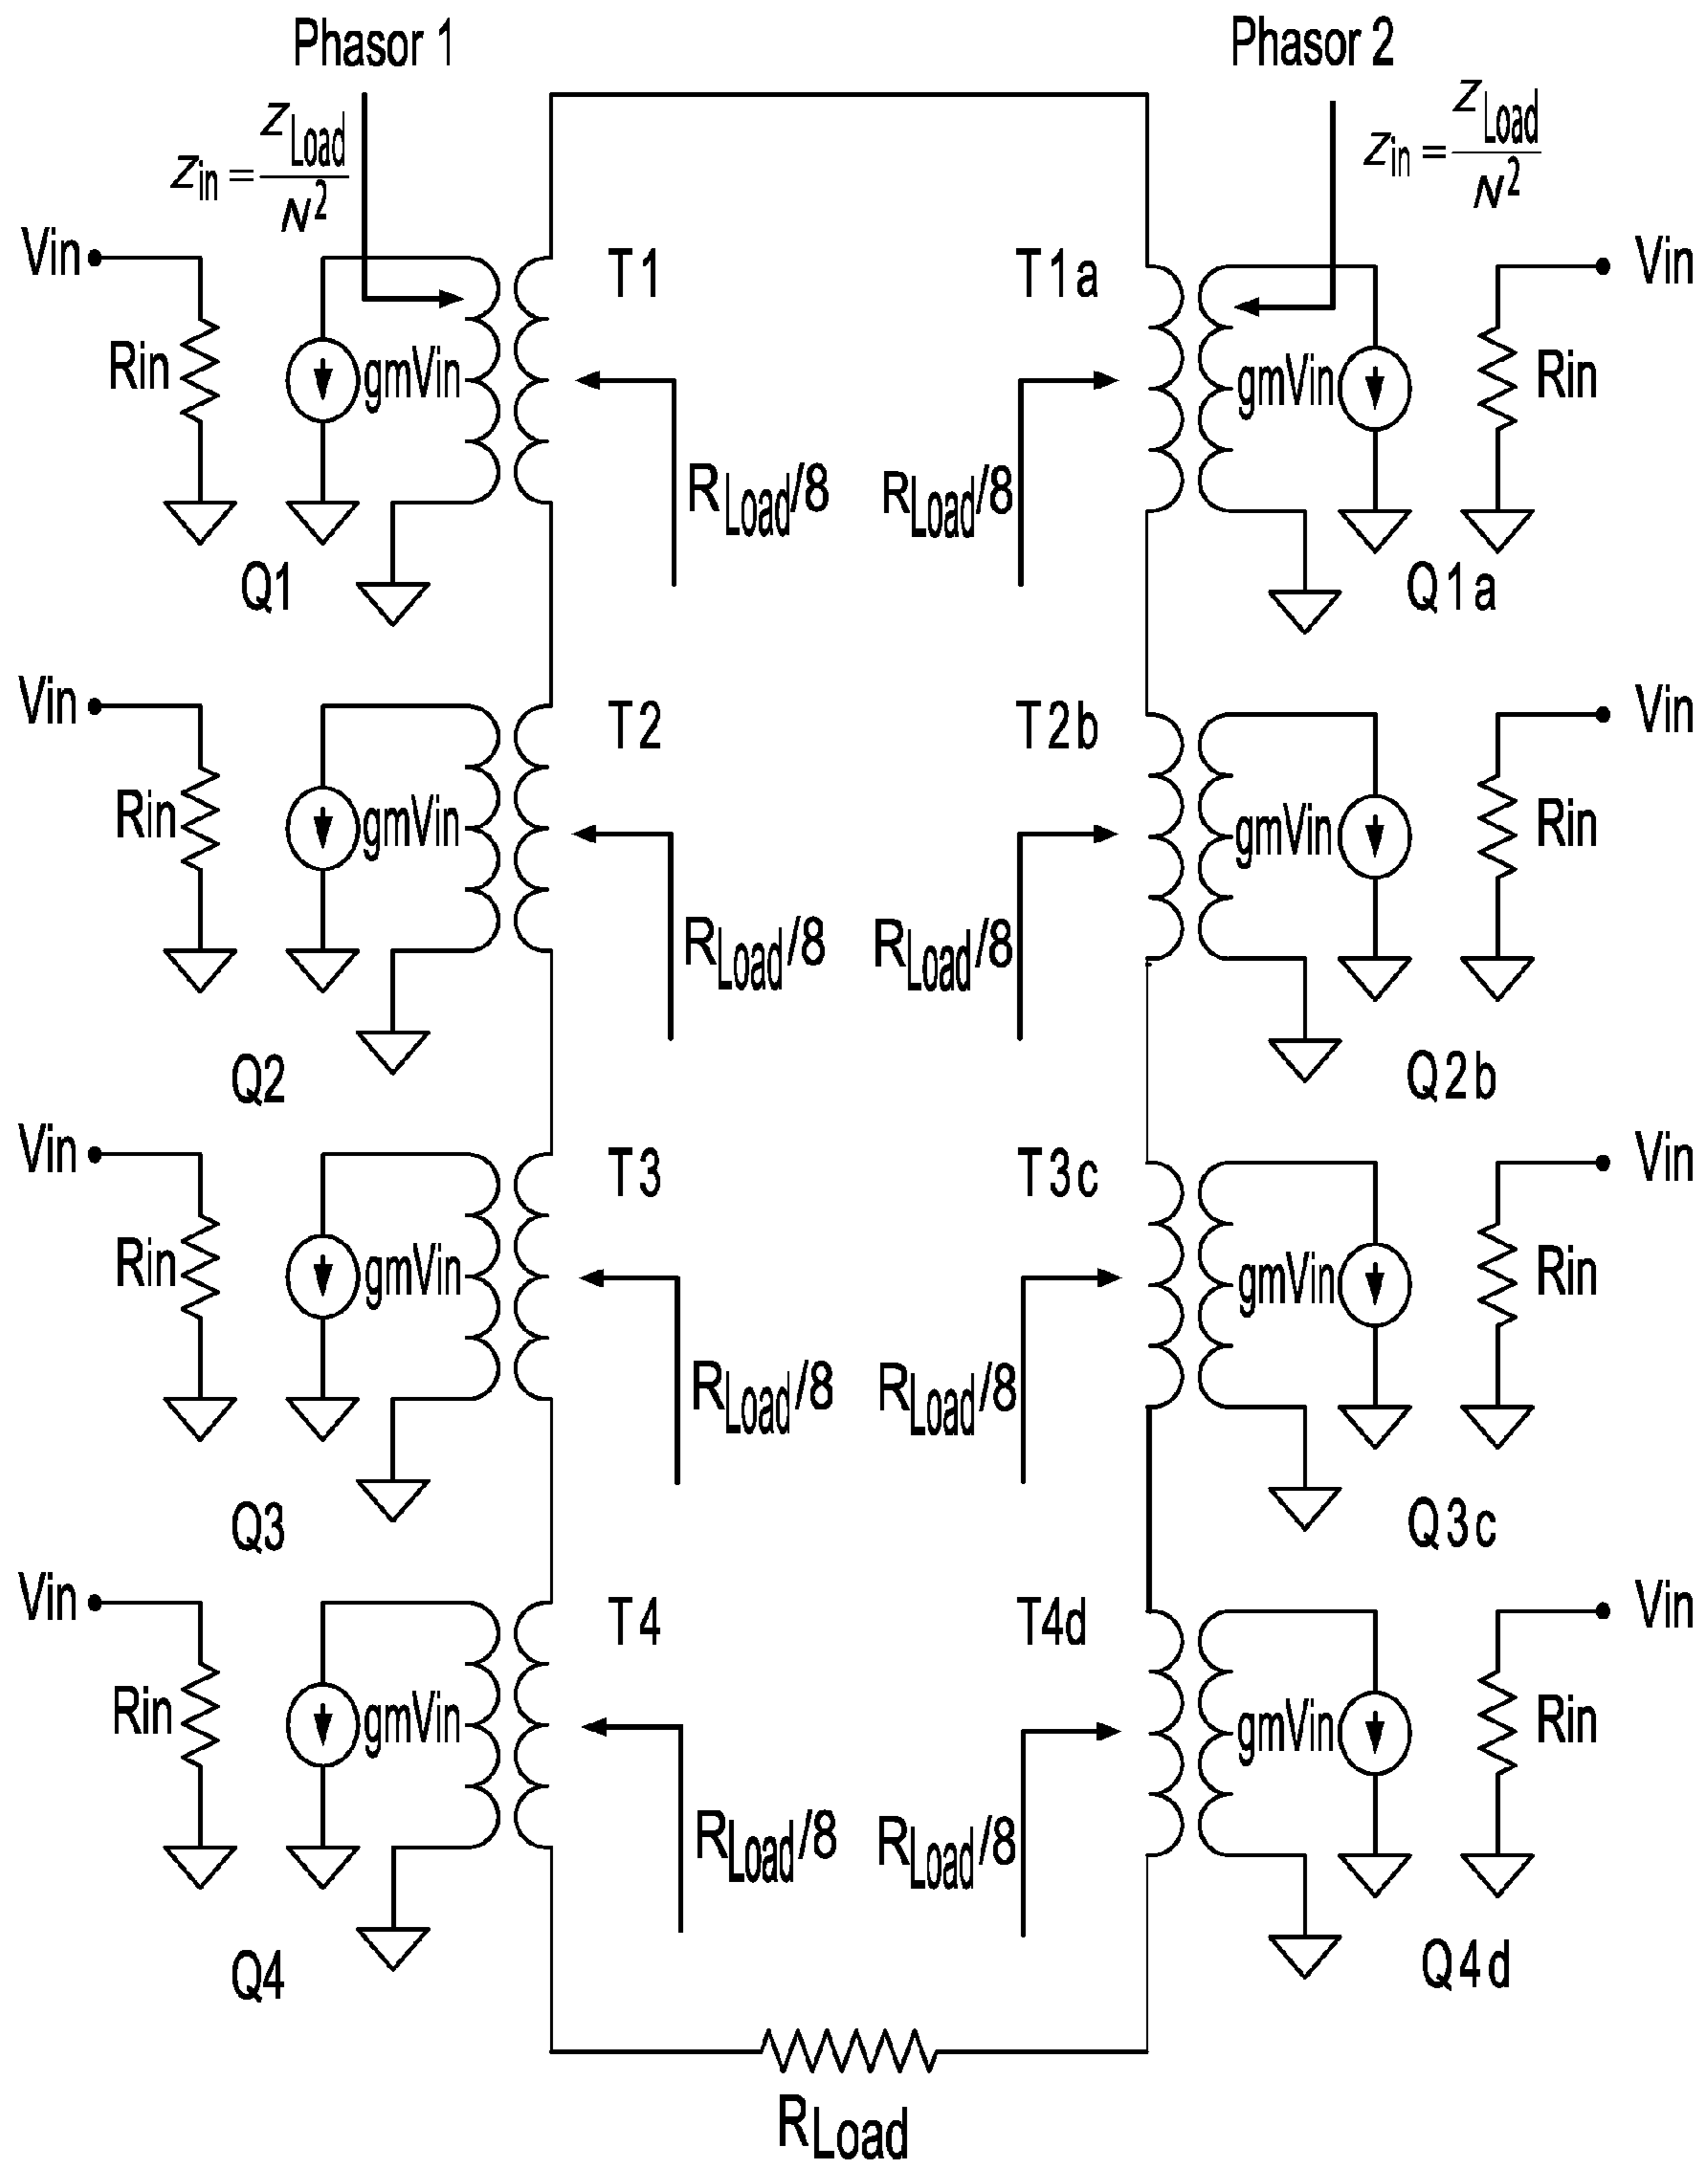 Phasor 1 Phasor 2
Zin = ZLoad / N² Zin = ZLoad / N²
Vin T1 T1a Vin
Rin gmVin gmVin Rin
RLoad/8 RLoad/8
Q1 Q1a
Vin T2 T2b Vin
Rin gmVin gmVin Rin
RLoad/8 RLoad/8
Q2 Q2b
Vin T3 T3c Vin
Rin gmVin gmVin Rin
RLoad/8 RLoad/8
Q3 Q3c
Vin T4 T4d Vin
Rin gmVin gmVin Rin
RLoad/8 RLoad/8
Q4 Q4d
RLoad